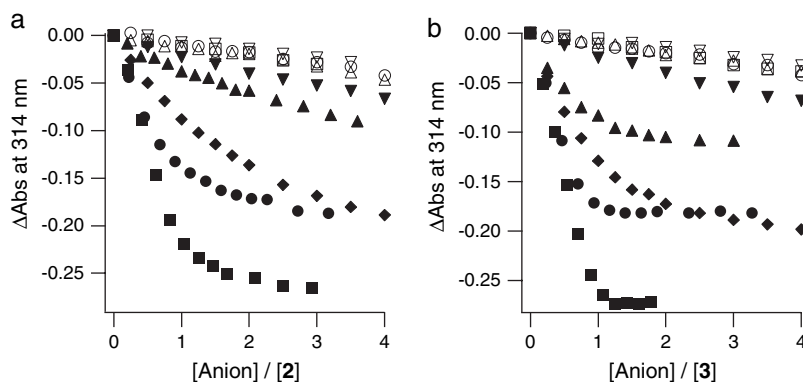 a
ΔAbs at 314 nm
0.00
-0.05
-0.10
-0.15
-0.20
-0.25
0 1 2 3 4
[Anion] / [2]
b
ΔAbs at 314 nm
0.00
-0.05
-0.10
-0.15
-0.20
-0.25
0 1 2 3 4
[Anion] / [3]